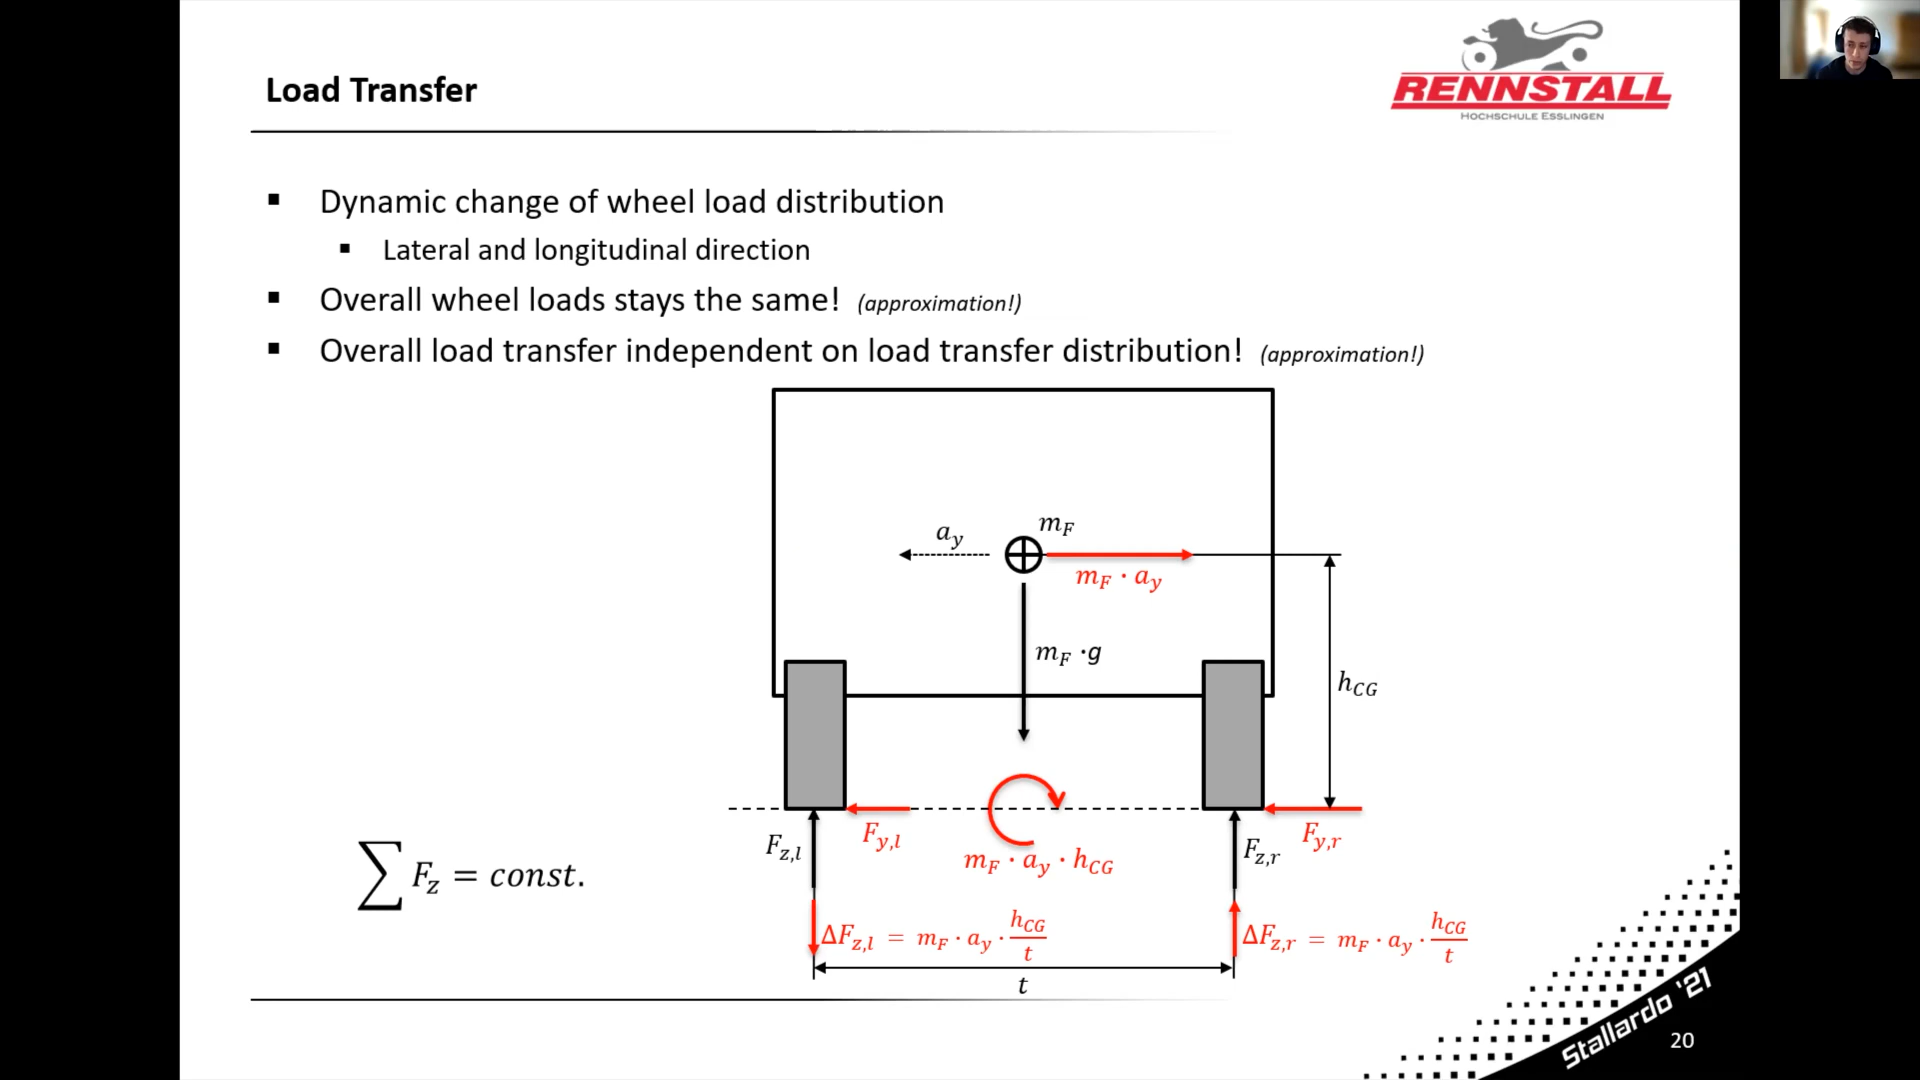 Load Transfer
RENNSTALL
HOCHSCHULE ESSLINGEN
▪ Dynamic change of wheel load distribution
▪ Lateral and longitudinal direction
▪ Overall wheel loads stays the same! (approximation!)
▪ Overall load transfer independent on load transfer distribution! (approximation!)
a_y
m_F
m_F · a_y
m_F · g
h_CG
F_z,l
F_y,l
m_F · a_y · h_CG
F_z,r
F_y,r
∑ F_z = const.
ΔF_z,l = m_F · a_y · h_CG/t
ΔF_z,r = m_F · a_y · h_CG/t
t
Stallardo '21
20